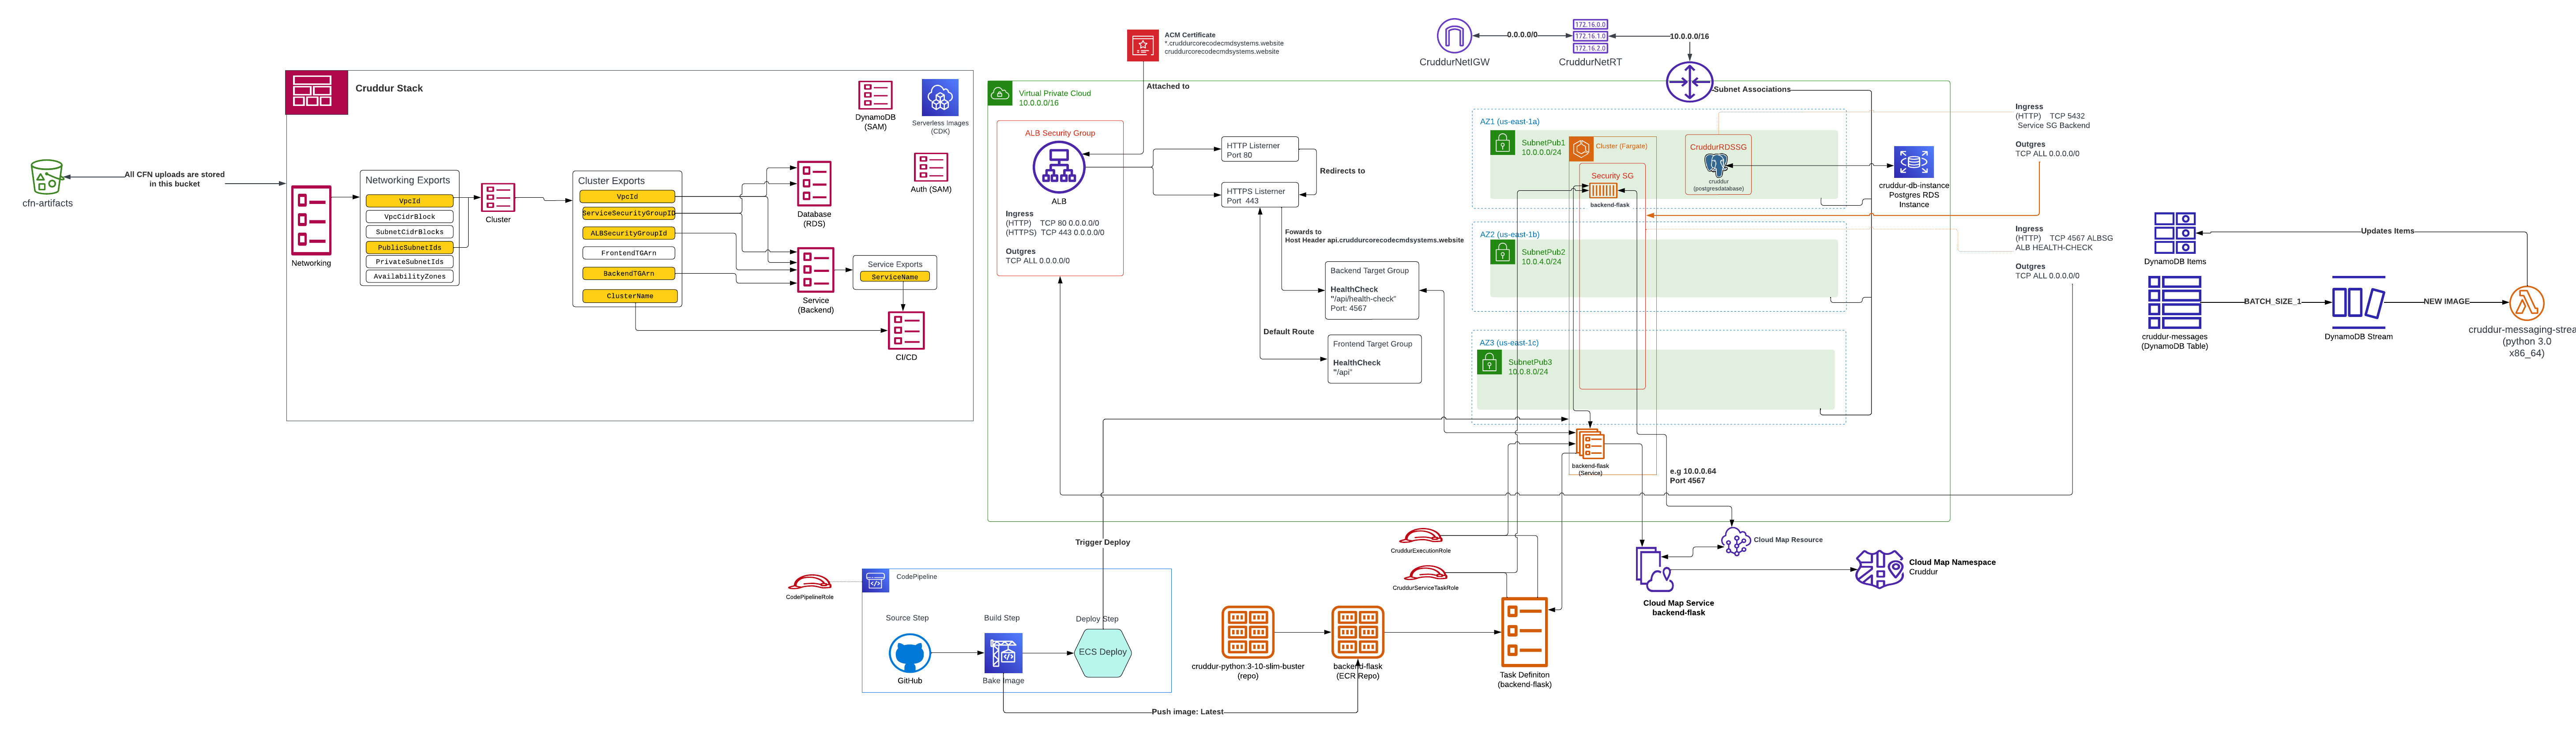 All CFN uploads are stored
in this bucket
cfn-artifacts
Cruddur Stack
DynamoDB
(SAM)
Serverless Images
(CDK)
Auth (SAM)
Networking
Networking Exports
VpcId
VpcCidrBlock
SubnetCidrBlocks
PublicSubnetIds
PrivateSubnetIds
AvailabilityZones
Cluster
Cluster Exports
VpcId
ServiceSecurityGroupID
ALBSecurityGroupId
FrontendTGArn
BackendTGArn
ClusterName
Database
(RDS)
Service
(Backend)
Service Exports
ServiceName
CI/CD
ACM Certificate
*.cruddurcorecodecmdsystems.website
cruddurcorecodecmdsystems.website
Attached to
Virtual Private Cloud
10.0.0.0/16
ALB Security Group
ALB
Ingress
(HTTP) TCP 80 0.0.0.0/0
(HTTPS) TCP 443 0.0.0.0/0
Outgres
TCP ALL 0.0.0.0/0
HTTP Listerner
Port 80
HTTPS Listerner
Port 443
Redirects to
Fowards to
Host Header api.cruddurcorecodecmdsystems.website
Backend Target Group
HealthCheck
"/api/health-check"
Port: 4567
Default Route
Frontend Target Group
HealthCheck
"/api"
CruddurNetIGW
0.0.0.0/0
172.16.0.0
172.16.1.0
172.16.2.0
CruddurNetRT
10.0.0.0/16
Subnet Associations
AZ1 (us-east-1a)
SubnetPub1
10.0.0.0/24
Cluster (Fargate)
Security SG
backend-flask
CruddurRDSSG
cruddur
(postgresdatabase)
cruddur-db-instance
Postgres RDS
Instance
AZ2 (us-east-1b)
SubnetPub2
10.0.4.0/24
AZ3 (us-east-1c)
SubnetPub3
10.0.8.0/24
backend-flask
(Service)
e.g 10.0.0.64
Port 4567
Ingress
(HTTP) TCP 5432
Service SG Backend
Outgres
TCP ALL 0.0.0.0/0
Ingress
(HTTP) TCP 4567 ALBSG
ALB HEALTH-CHECK
Outgres
TCP ALL 0.0.0.0/0
DynamoDB Items
Updates Items
cruddur-messages
(DynamoDB Table)
BATCH_SIZE_1
DynamoDB Stream
NEW IMAGE
cruddur-messaging-strea
(python 3.0
x86_64)
Trigger Deploy
CodePipelineRole
CodePipeline
Source Step
Build Step
Deploy Step
GitHub
Bake Image
ECS Deploy
Push image: Latest
cruddur-python:3-10-slim-buster
(repo)
backend-flask
(ECR Repo)
CruddurExecutionRole
CruddurServiceTaskRole
Task Definiton
(backend-flask)
Cloud Map Service
backend-flask
Cloud Map Resource
Cloud Map Namespace
Cruddur